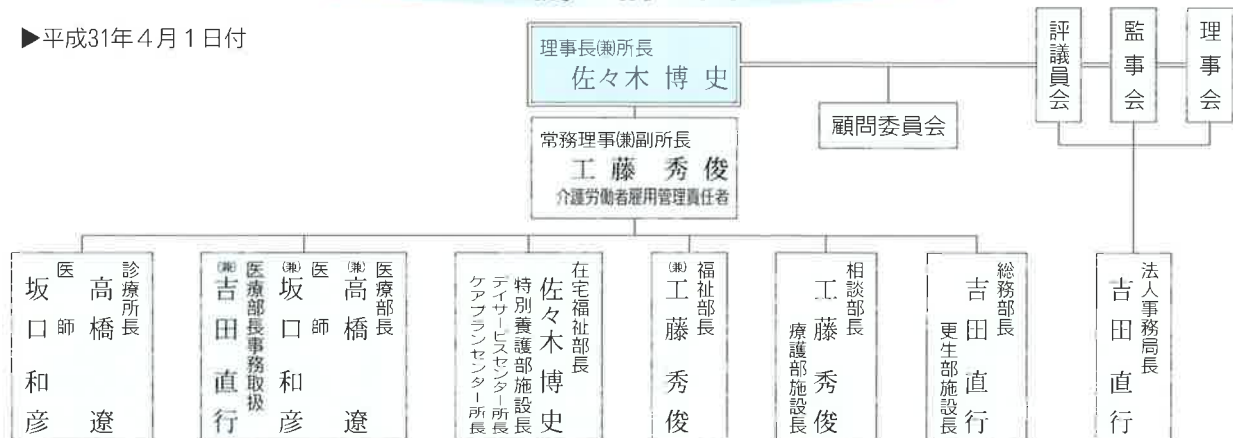 ▶平成31年4月1日付
理事長㈱所長
佐々木 博 史
評議員会
監事会
理事会
顧問委員会
常務理事㈱副所長
工 藤 秀 俊
介護労働者雇用管理責任者
診療所長
高橋 遼
医師
坂口和彦
医療部長
㈱高橋 遼
医師
㈱坂口和彦
医療部長事務取扱
㈱吉田直行
在宅福祉部長
佐々木博史
特別養護部施設長
デイサービスセンター所長
ケアプランセンター所長
福祉部長
㈱工藤秀俊
相談部長
工藤秀俊
療護部施設長
総務部長
吉田直行
更生部施設長
法人事務局長
吉田直行